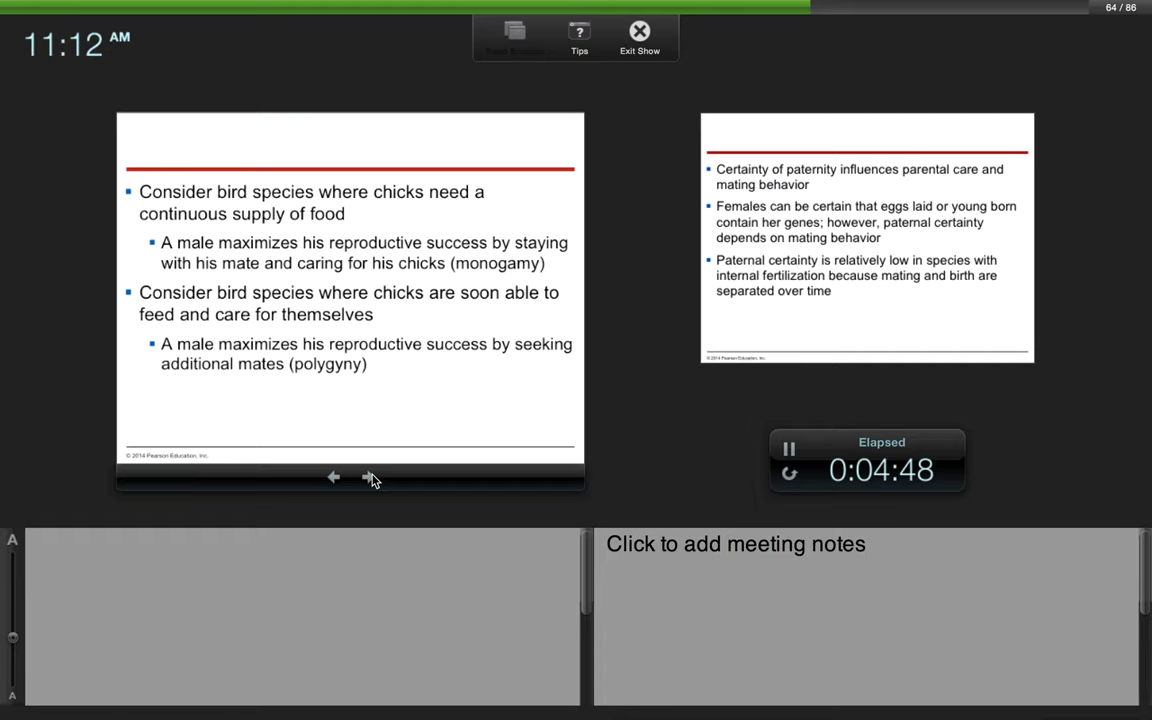 64 / 86
11:12 AM
Tips
Exit Show
Consider bird species where chicks need a
continuous supply of food
A male maximizes his reproductive success by staying
with his mate and caring for his chicks (monogamy)
Consider bird species where chicks are soon able to
feed and care for themselves
A male maximizes his reproductive success by seeking
additional mates (polygyny)
© 2014 Pearson Education, Inc.
Certainty of paternity influences parental care and
mating behavior
Females can be certain that eggs laid or young born
contain her genes; however, paternal certainty
depends on mating behavior
Paternal certainty is relatively low in species with
internal fertilization because mating and birth are
separated over time
© 2014 Pearson Education, Inc.
Elapsed
0:04:48
A
A
Click to add meeting notes